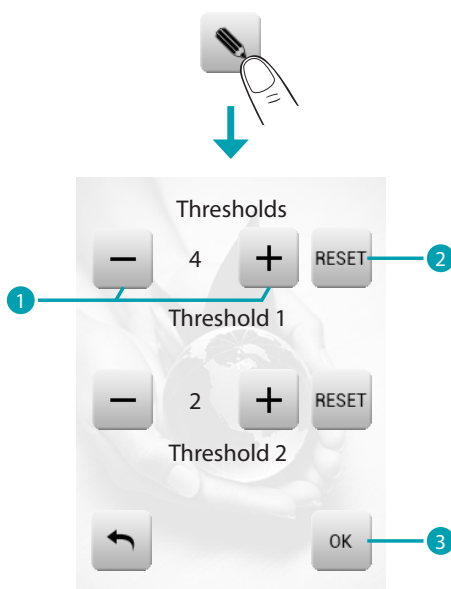 Thresholds
− 4 + RESET 2
1
Threshold 1
− 2 + RESET
Threshold 2
OK 3